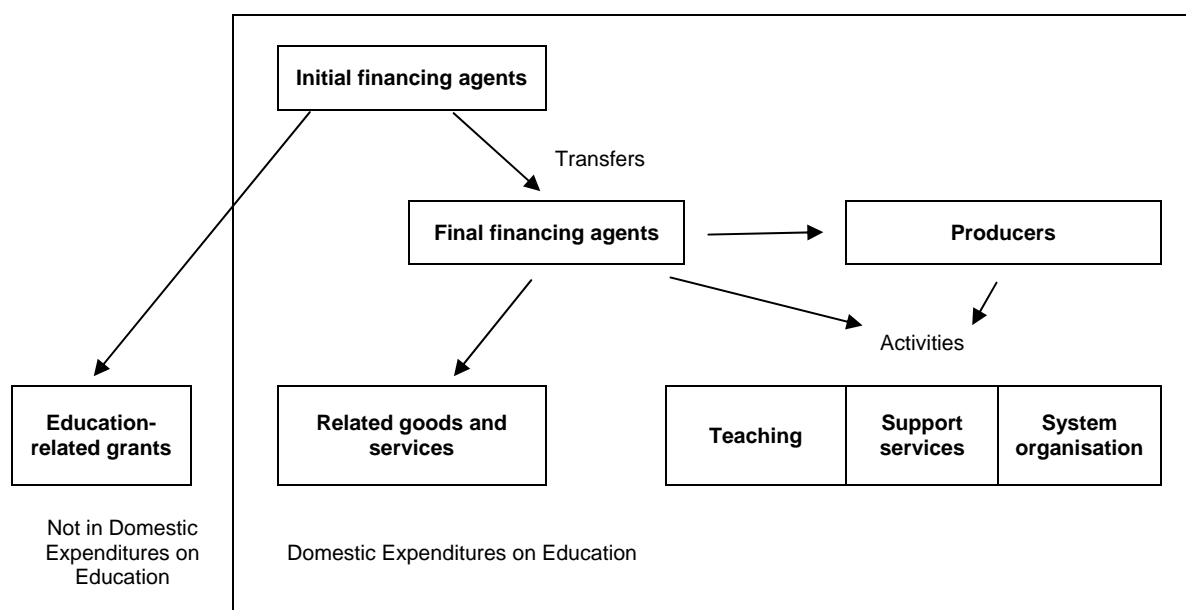 Initial financing agents
Transfers
Final financing agents
Producers
Activities
Education-
related grants
Related goods and
services
Teaching
Support
services
System
organisation
Not in Domestic
Expenditures on
Education
Domestic Expenditures on Education